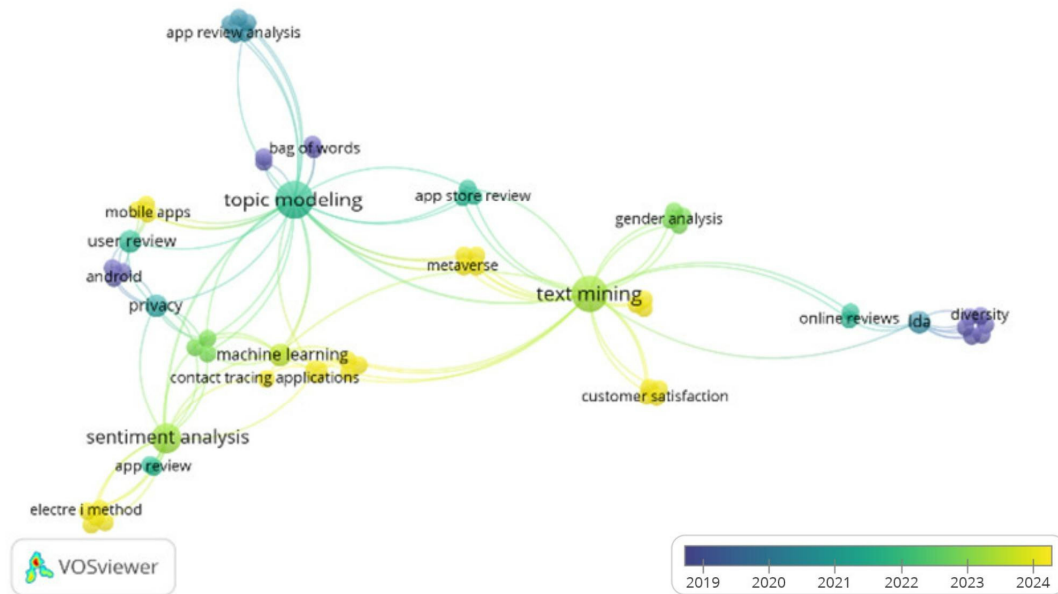 app review analysis
bag of words
topic modeling
app store review
mobile apps
gender analysis
user review
metaverse
android
text mining
privacy
online reviews
lda
diversity
machine learning
contact tracing applications
customer satisfaction
sentiment analysis
app review
electre i method
VOSviewer
2019 2020 2021 2022 2023 2024